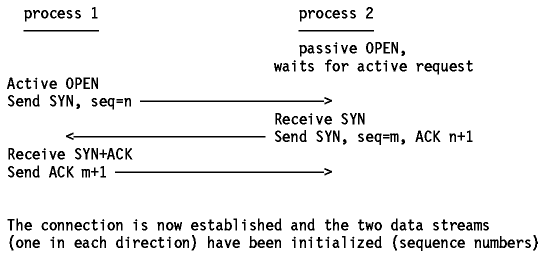 process 1 process 2
passive OPEN,
waits for active request
Active OPEN
Send SYN, seq=n
Receive SYN
Send SYN, seq=m, ACK n+1
Receive SYN+ACK
Send ACK m+1
The connection is now established and the two data streams
(one in each direction) have been initialized (sequence numbers)